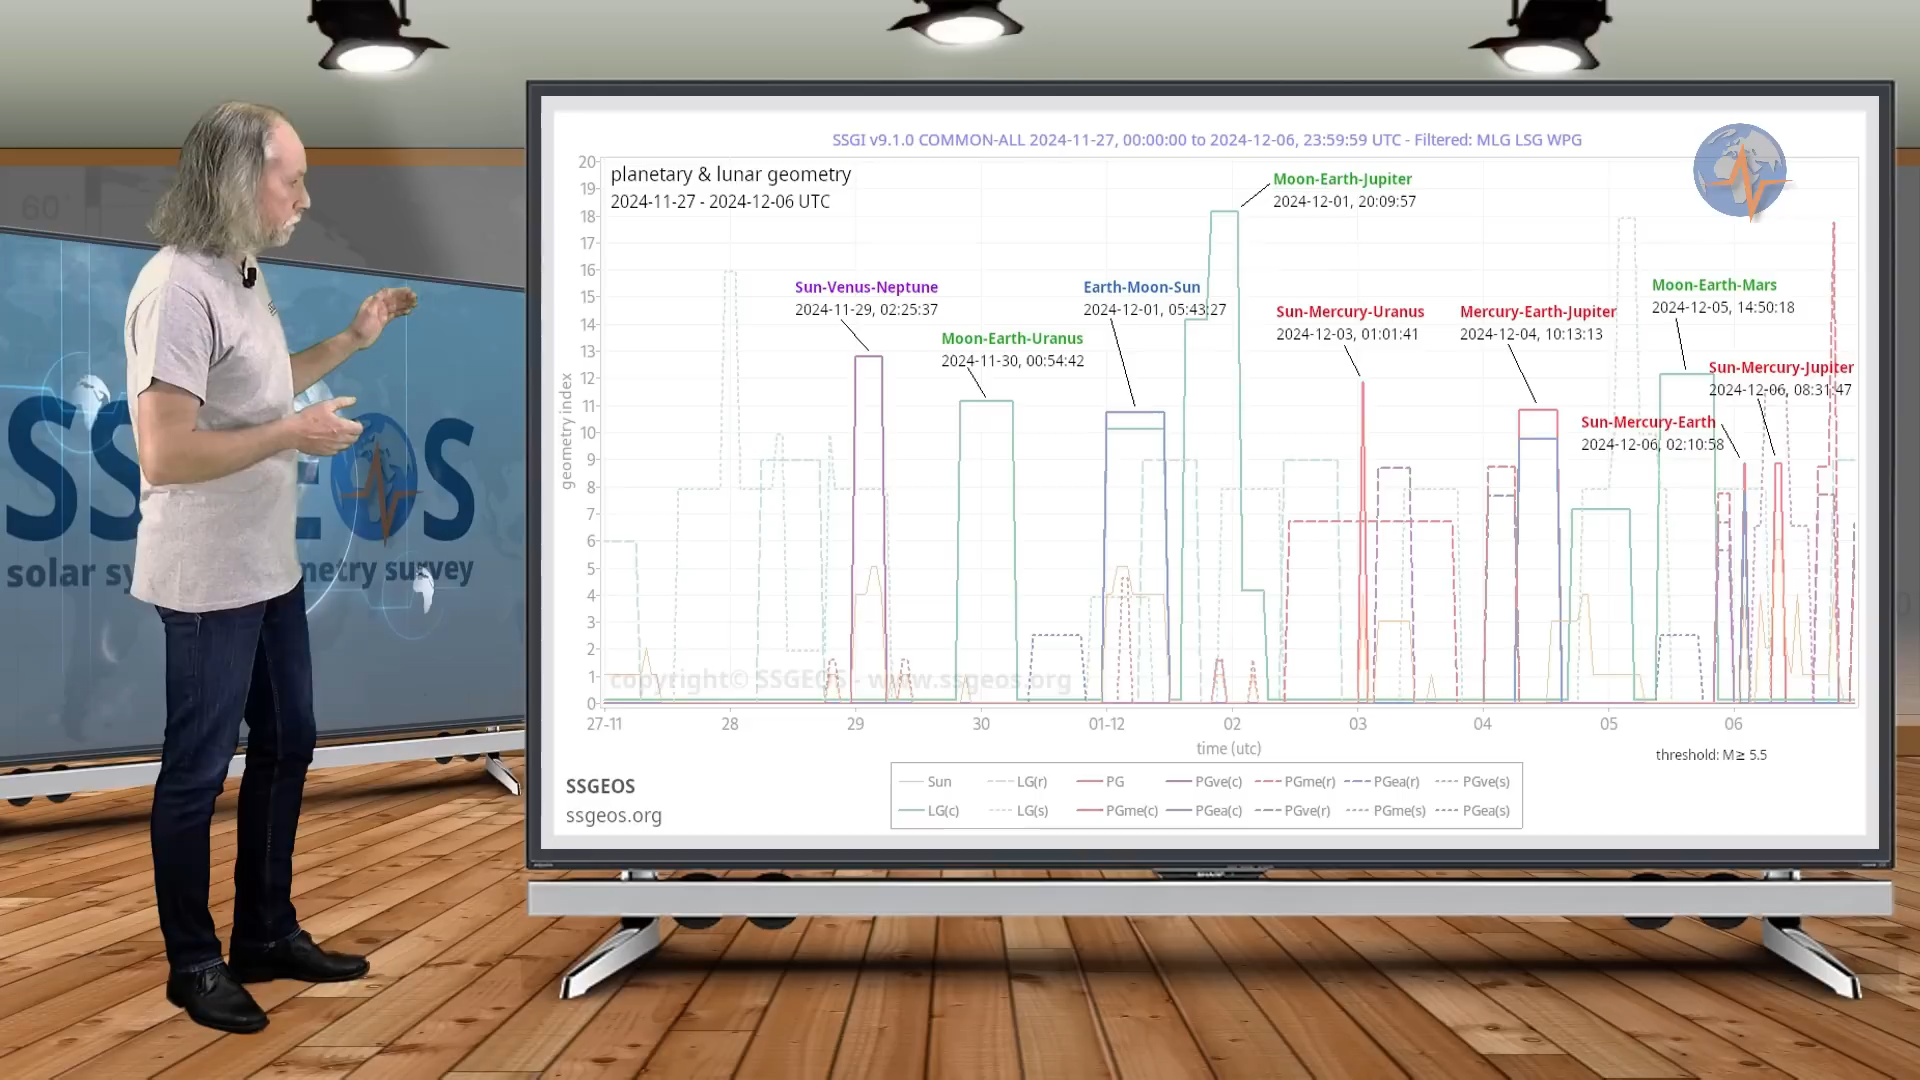 60°
SSGEOS
solar system geometry survey
SSGI v9.1.0 COMMON-ALL 2024-11-27, 00:00:00 to 2024-12-06, 23:59:59 UTC - Filtered: MLG LSG WPG
planetary & lunar geometry
2024-11-27 - 2024-12-06 UTC
Moon-Earth-Jupiter
2024-12-01, 20:09:57
Sun-Venus-Neptune
2024-11-29, 02:25:37
Earth-Moon-Sun
2024-12-01, 05:43:27
Moon-Earth-Mars
2024-12-05, 14:50:18
Sun-Mercury-Uranus
2024-12-03, 01:01:41
Mercury-Earth-Jupiter
2024-12-04, 10:13:13
Moon-Earth-Uranus
2024-11-30, 00:54:42
Sun-Mercury-Jupiter
2024-12-06, 08:31:47
Sun-Mercury-Earth
2024-12-06, 02:10:58
20
19
18
17
16
15
14
13
12
11
10
9
8
7
6
5
4
3
2
1
0
geometry index
copyright© SSGEOS - www.ssgeos.org
27-11 28 29 30 01-12 02 03 04 05 06
time (utc)
threshold: M≥ 5.5
SSGEOS
ssgeos.org
Sun LG(r) PG PGve(c) PGme(r) PGea(r) PGve(s)
LG(c) LG(s) PGme(c) PGea(c) PGve(r) PGme(s) PGea(s)
SHARP